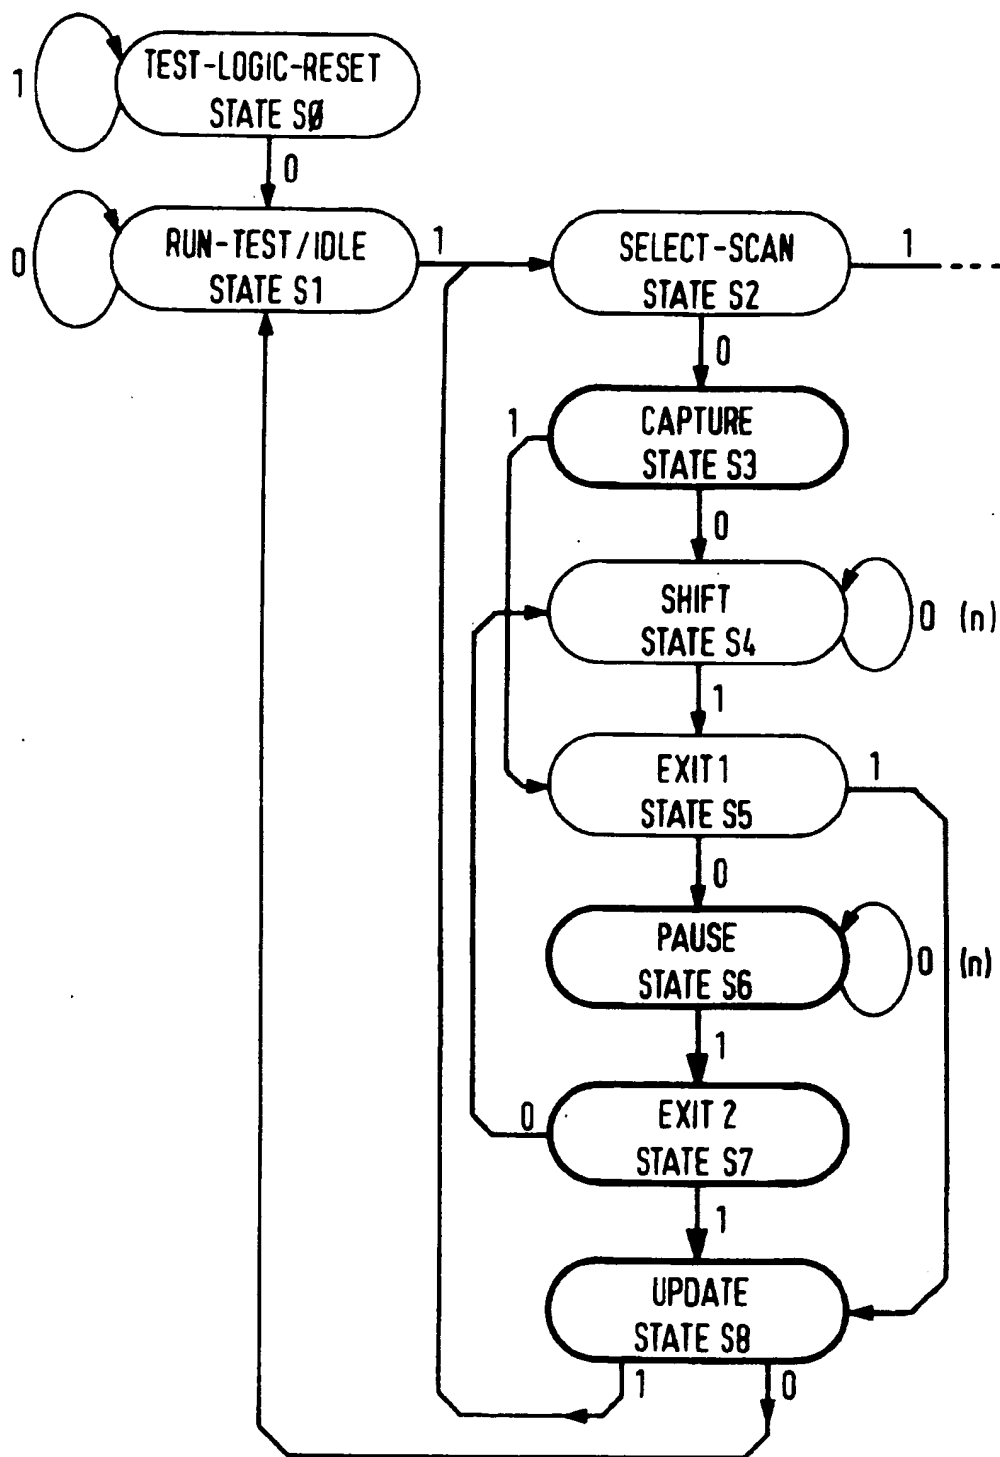 TEST-LOGIC-RESET
STATE SØ
1
0
RUN-TEST/IDLE
STATE S1
0
1
SELECT-SCAN
STATE S2
1
0
CAPTURE
STATE S3
1
0
SHIFT
STATE S4
0 (n)
1
EXIT 1
STATE S5
1
0
PAUSE
STATE S6
0 (n)
1
EXIT 2
STATE S7
0
1
UPDATE
STATE S8
1
0